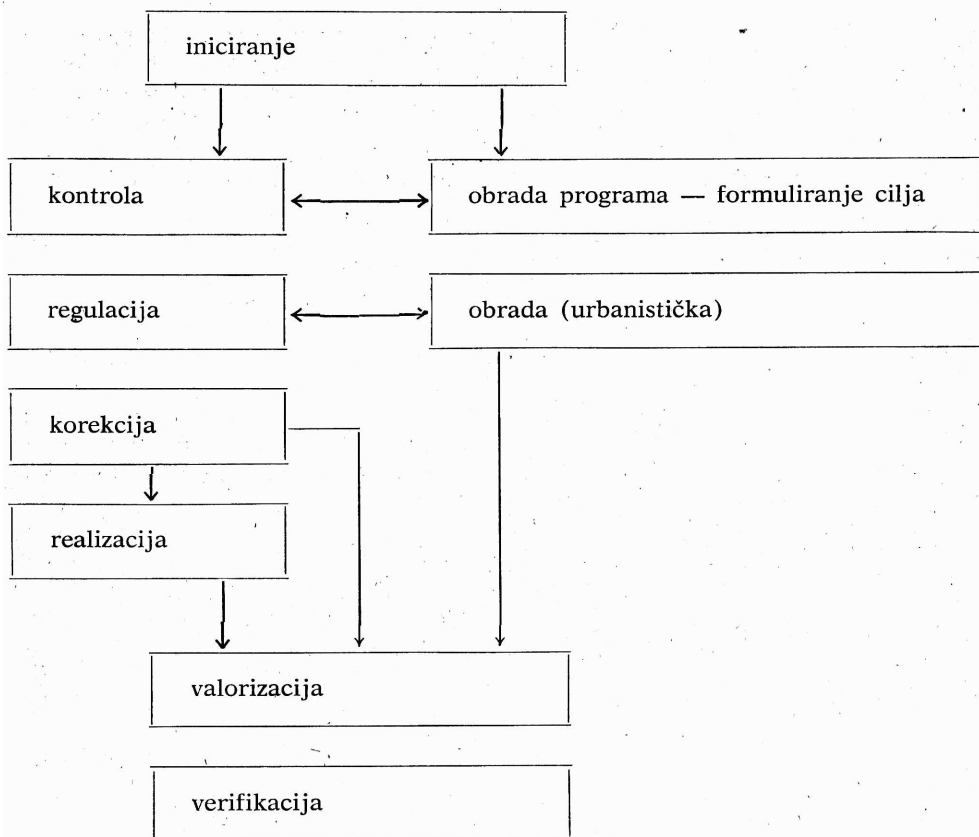 iniciranje
kontrola
obrada programa — formuliranje cilja
regulacija
obrada (urbanistička)
korekcija
realizacija
valorizacija
verifikacija